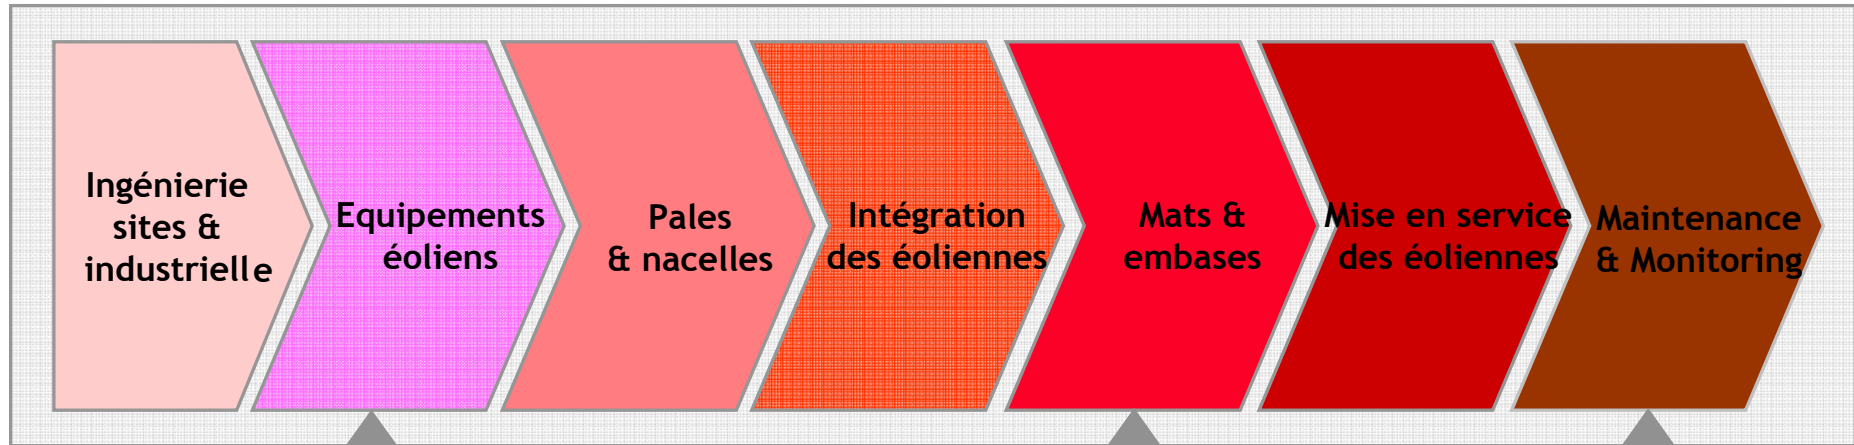 Ingénierie
sites &
industrielle
Equipements
éoliens
Pales
& nacelles
Intégration
des éoliennes
Mats &
embases
Mise en service
des éoliennes
Maintenance
& Monitoring